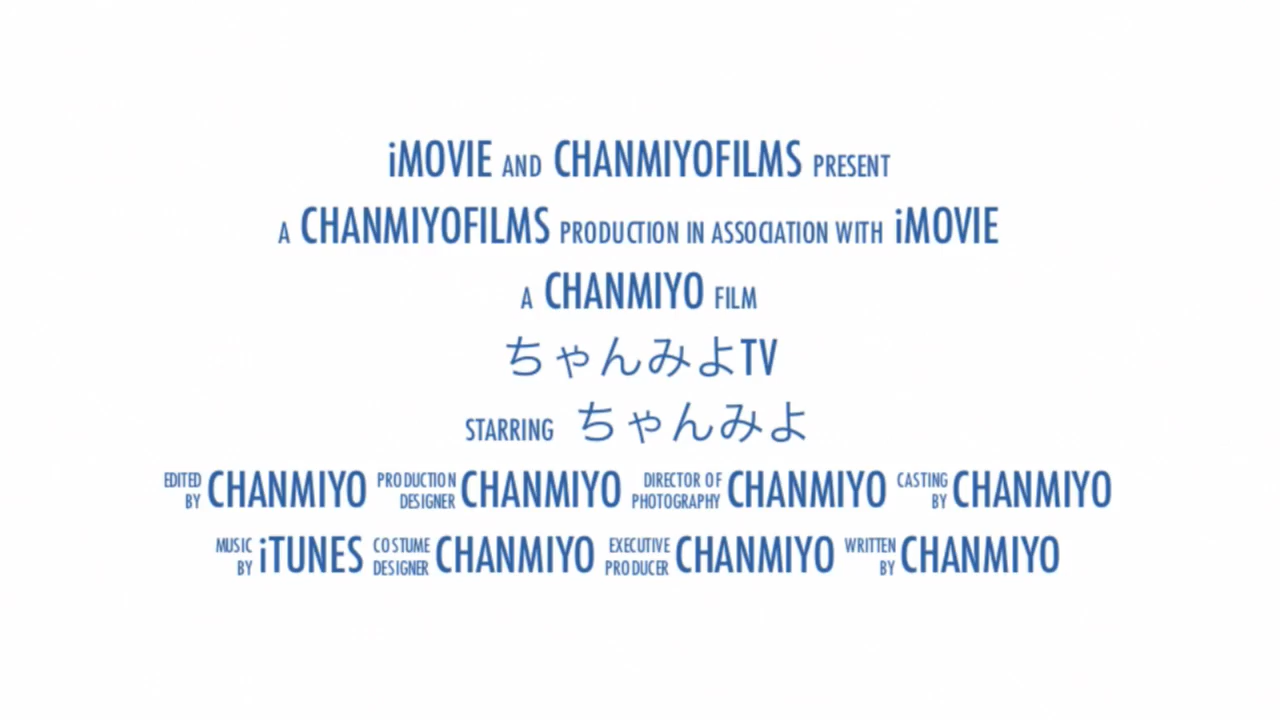 iMOVIE AND CHANMIYOFILMS PRESENT
A CHANMIYOFILMS PRODUCTION IN ASSOCIATION WITH iMOVIE
A CHANMIYO FILM
ちゃんみよTV
STARRING ちゃんみよ
EDITED BY CHANMIYO PRODUCTION DESIGNER CHANMIYO DIRECTOR OF PHOTOGRAPHY CHANMIYO CASTING BY CHANMIYO
MUSIC BY iTUNES COSTUME DESIGNER CHANMIYO EXECUTIVE PRODUCER CHANMIYO WRITTEN BY CHANMIYO